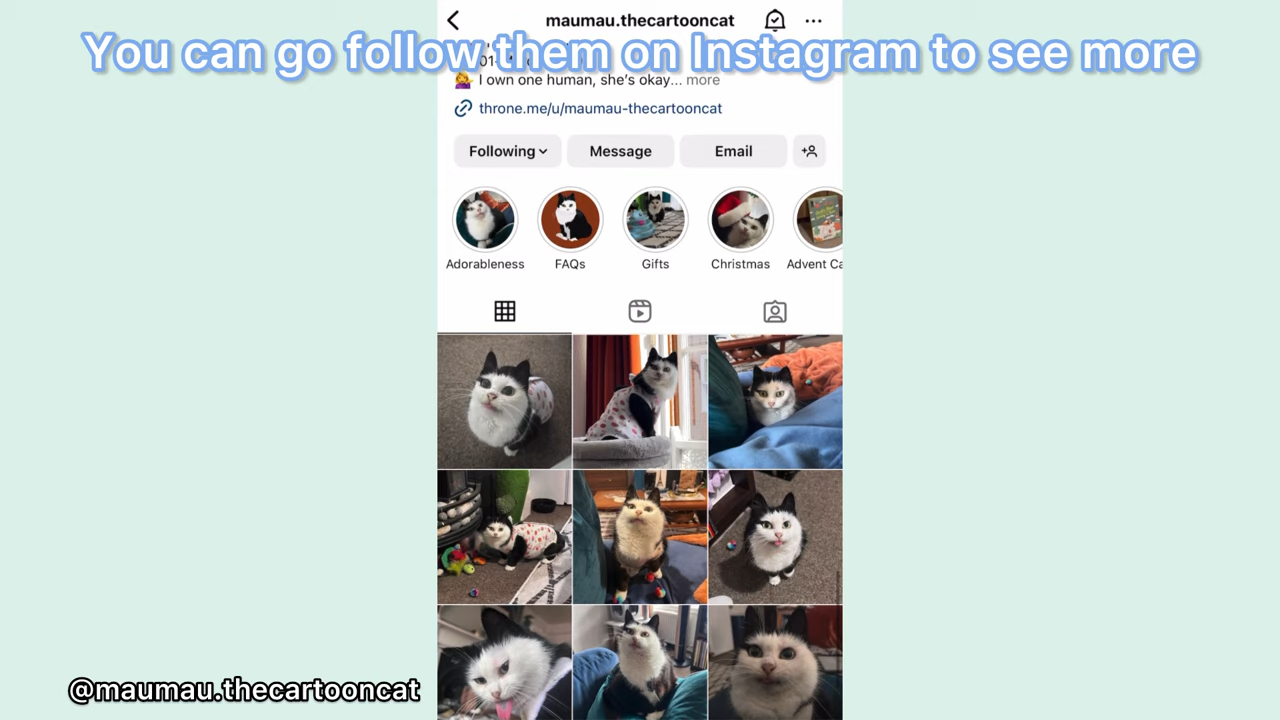 maumau.thecartooncat
You can go follow them on Instagram to see more
I own one human, she's okay... more
throne.me/u/maumau-thecartooncat
Following
Message
Email
Adorableness
FAQs
Gifts
Christmas
Advent Ca
@maumau.thecartooncat